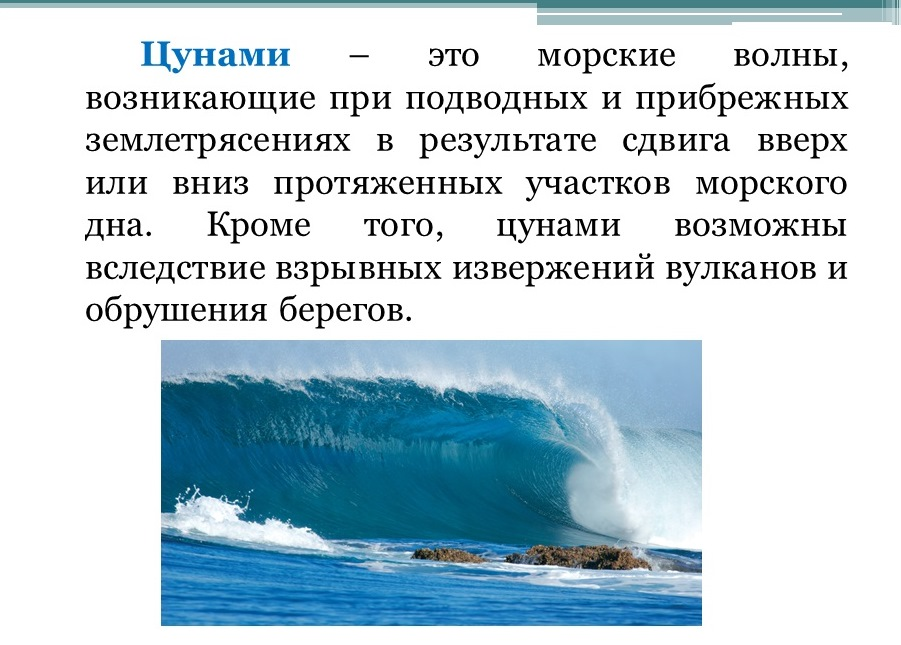 Цунами – это морские волны,
возникающие при подводных и прибрежных
землетрясениях в результате сдвига вверх
или вниз протяженных участков морского
дна. Кроме того, цунами возможны
вследствие взрывных извержений вулканов и
обрушения берегов.